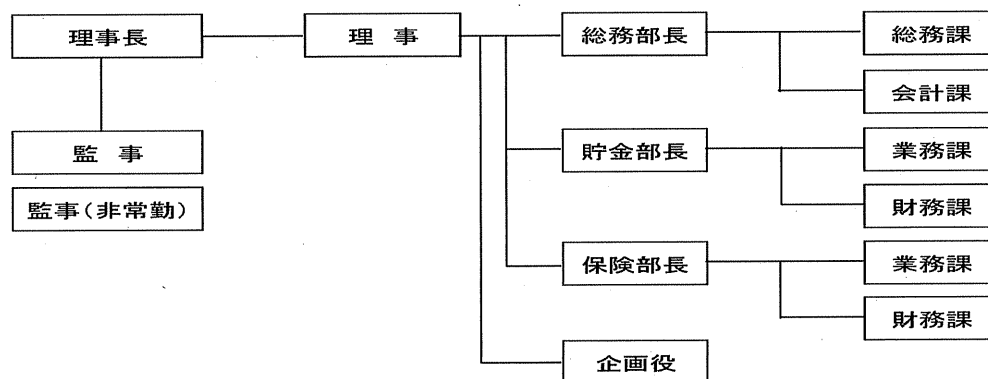 理事長
理 事
総務部長
総務課
会計課
監 事
監事(非常勤)
貯金部長
業務課
財務課
保険部長
業務課
財務課
企画役